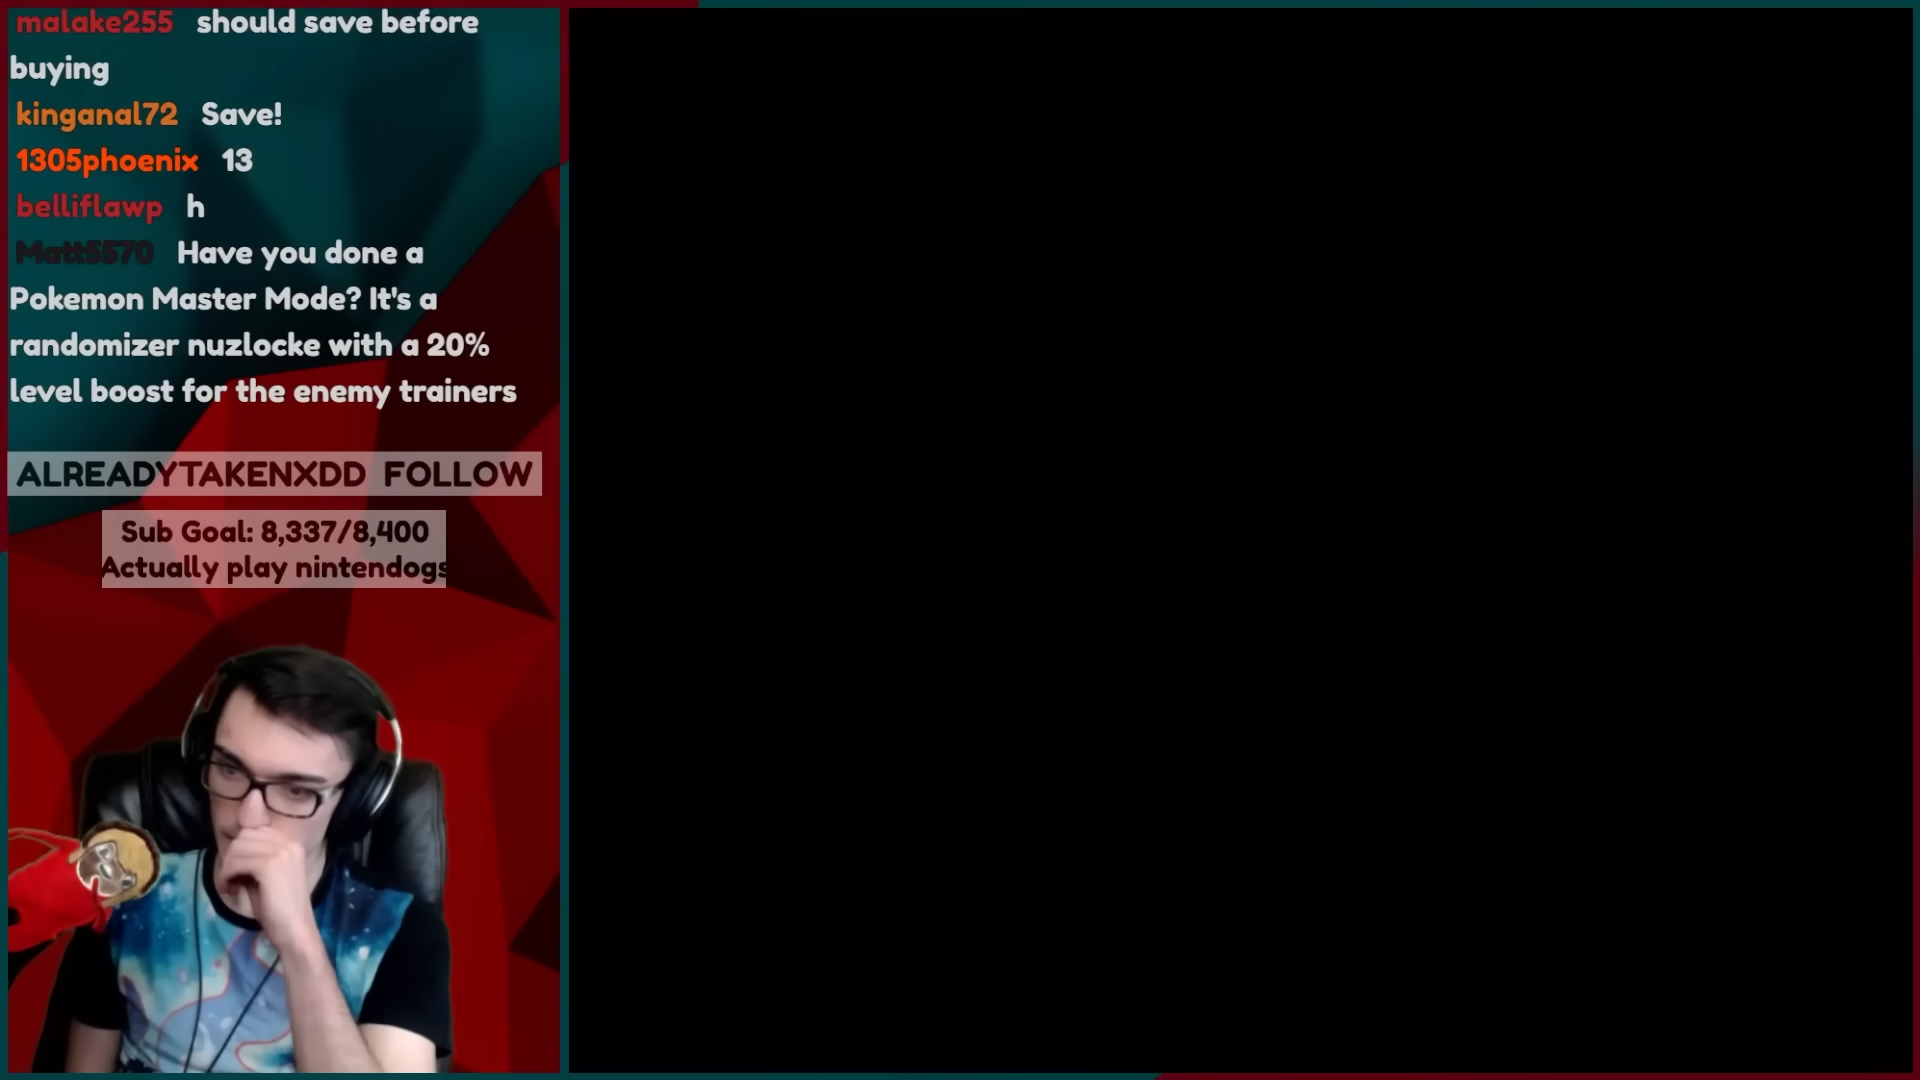 malake255 should save before
buying
kinganal72 Save!
1305phoenix 13
belliflawp h
Matt5570 Have you done a
Pokemon Master Mode? It's a
randomizer nuzlocke with a 20%
level boost for the enemy trainers
ALREADYTAKENXDD FOLLOW
Sub Goal: 8,337/8,400
Actually play nintendogs